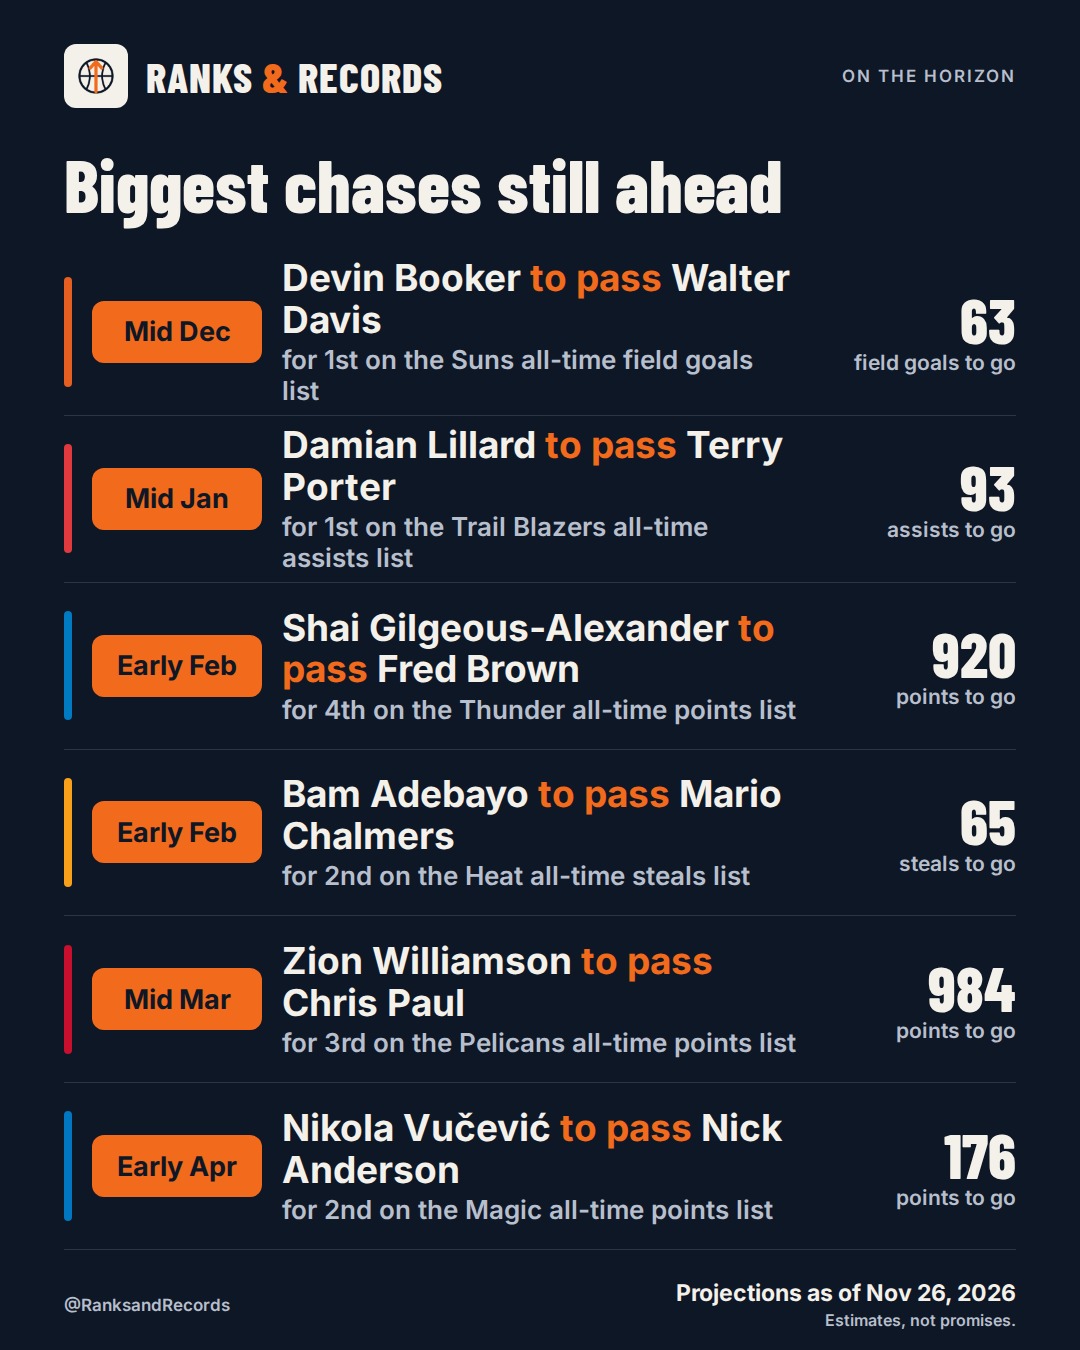 RANKS & RECORDS
ON THE HORIZON
Biggest chases still ahead
Mid Dec
Devin Booker to pass Walter
Davis
for 1st on the Suns all-time field goals
list
63
field goals to go
Mid Jan
Damian Lillard to pass Terry
Porter
for 1st on the Trail Blazers all-time
assists list
93
assists to go
Early Feb
Shai Gilgeous-Alexander to
pass Fred Brown
for 4th on the Thunder all-time points list
920
points to go
Early Feb
Bam Adebayo to pass Mario
Chalmers
for 2nd on the Heat all-time steals list
65
steals to go
Mid Mar
Zion Williamson to pass
Chris Paul
for 3rd on the Pelicans all-time points list
984
points to go
Early Apr
Nikola Vučević to pass Nick
Anderson
for 2nd on the Magic all-time points list
176
points to go
@RanksandRecords
Projections as of Nov 26, 2026
Estimates, not promises.